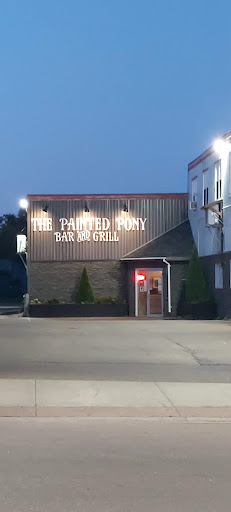 THE PAINTED PONY
BAR AND GRILL